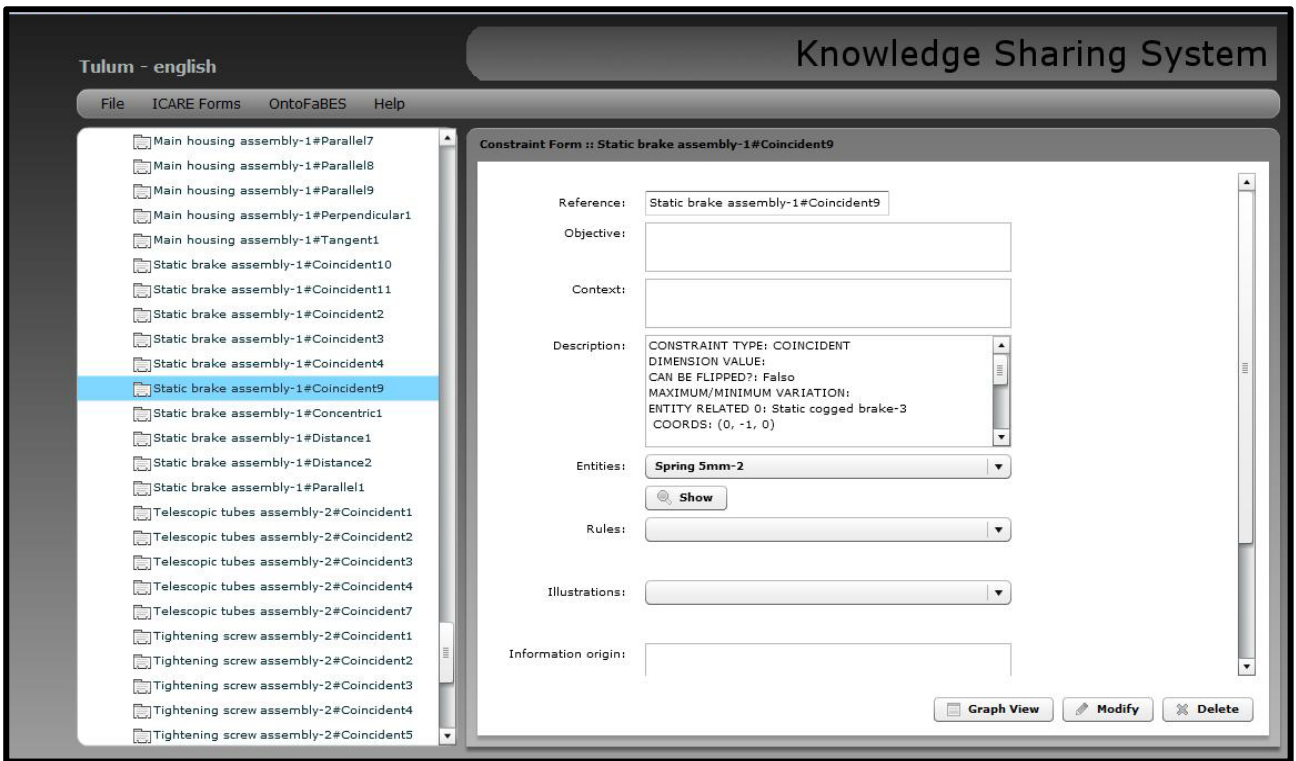 Knowledge Sharing System
Tulum - english
File ICARE Forms OntoFaBES Help
Main housing assembly-1#Parallel7
Main housing assembly-1#Parallel8
Main housing assembly-1#Parallel9
Main housing assembly-1#Perpendicular1
Main housing assembly-1#Tangent1
Static brake assembly-1#Coincident10
Static brake assembly-1#Coincident11
Static brake assembly-1#Coincident2
Static brake assembly-1#Coincident3
Static brake assembly-1#Coincident4
Static brake assembly-1#Coincident9
Static brake assembly-1#Concentric1
Static brake assembly-1#Distance1
Static brake assembly-1#Distance2
Static brake assembly-1#Parallel1
Telescopic tubes assembly-2#Coincident1
Telescopic tubes assembly-2#Coincident2
Telescopic tubes assembly-2#Coincident3
Telescopic tubes assembly-2#Coincident4
Telescopic tubes assembly-2#Coincident7
Tightening screw assembly-2#Coincident1
Tightening screw assembly-2#Coincident2
Tightening screw assembly-2#Coincident3
Tightening screw assembly-2#Coincident4
Tightening screw assembly-2#Coincident5
Constraint Form :: Static brake assembly-1#Coincident9
Reference: Static brake assembly-1#Coincident9
Objective:
Context:
Description: CONSTRAINT TYPE: COINCIDENT
DIMENSION VALUE:
CAN BE FLIPPED?: Falso
MAXIMUM/MINIMUM VARIATION:
ENTITY RELATED 0: Static cogged brake-3
COORDS: (0, -1, 0)
Entities: Spring 5mm-2
Show
Rules:
Illustrations:
Information origin:
Graph View Modify Delete